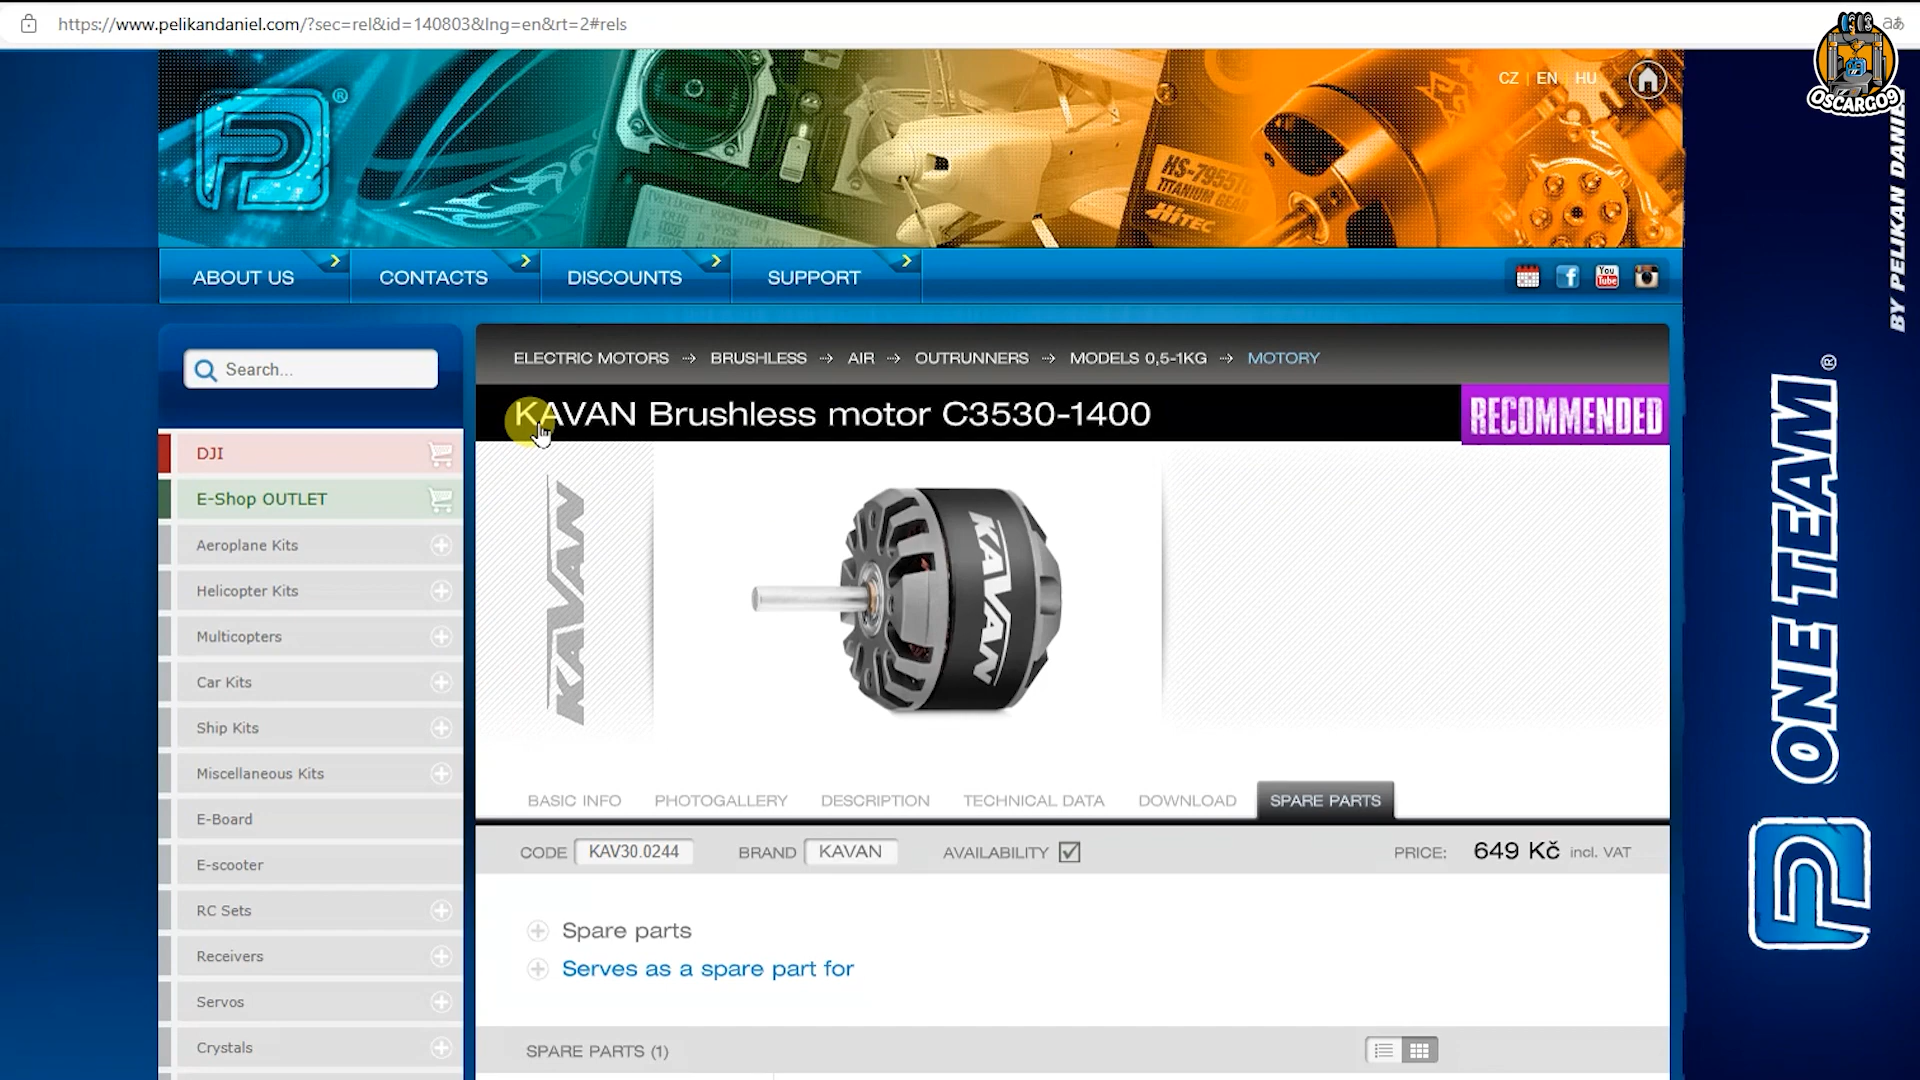 https://www.pelikandaniel.com/?sec=rel&id=140803&lng=en&rt=2#rels
aあ
OSCARGO9
CZ | EN | HU
HS-7955TG
TITANIUM GEAR
HITEC
ABOUT US
CONTACTS
DISCOUNTS
SUPPORT
You
Tube
BY PELIKAN DANIEL
ONE TEAM®
Search...
ELECTRIC MOTORS → BRUSHLESS → AIR → OUTRUNNERS → MODELS 0,5-1KG → MOTORY
KAVAN Brushless motor C3530-1400
RECOMMENDED
DJI
E-Shop OUTLET
Aeroplane Kits
Helicopter Kits
Multicopters
Car Kits
Ship Kits
Miscellaneous Kits
E-Board
E-scooter
RC Sets
Receivers
Servos
Crystals
KAVAN
KAVAN
BASIC INFO
PHOTOGALLERY
DESCRIPTION
TECHNICAL DATA
DOWNLOAD
SPARE PARTS
CODE KAV30.0244
BRAND KAVAN
AVAILABILITY
PRICE: 649 Kč incl. VAT
Spare parts
Serves as a spare part for
SPARE PARTS (1)